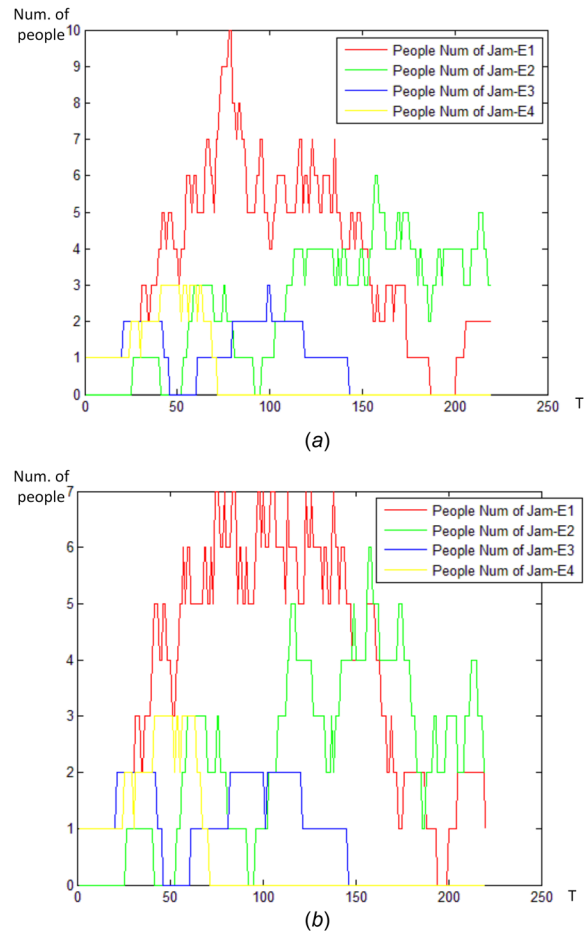 Num. of
people
10
9
8
7
6
5
4
3
2
1
0
People Num of Jam-E1
People Num of Jam-E2
People Num of Jam-E3
People Num of Jam-E4
0 50 100 150 200 250 T
(a)
Num. of
people
7
6
5
4
3
2
1
0
People Num of Jam-E1
People Num of Jam-E2
People Num of Jam-E3
People Num of Jam-E4
0 50 100 150 200 250 T
(b)